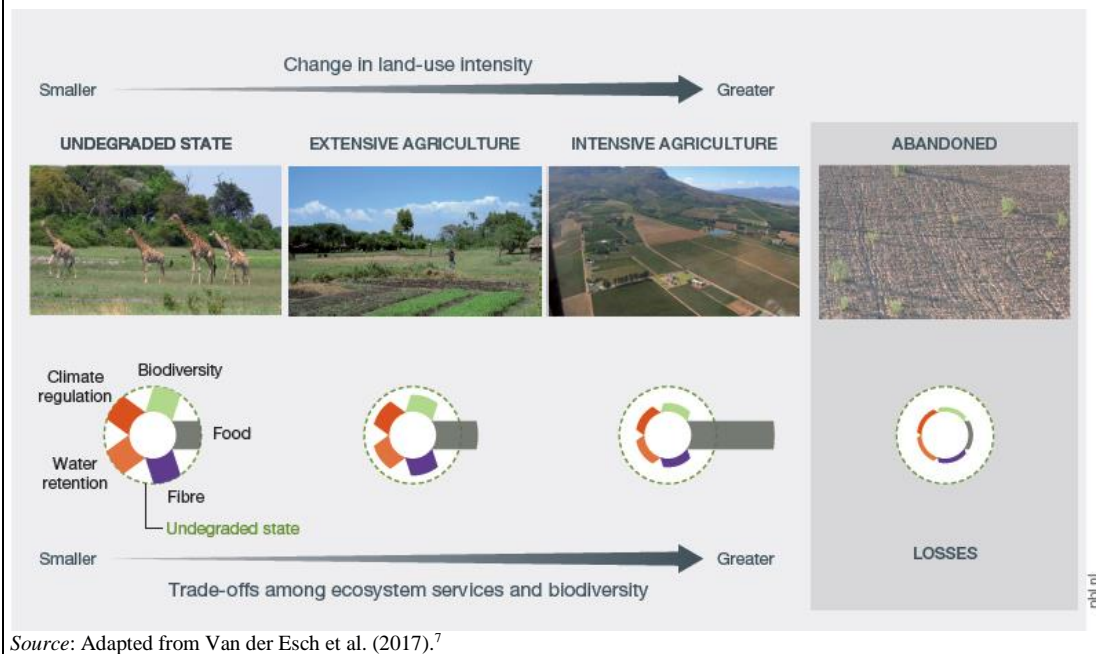 Change in land-use intensity
Smaller
Greater
UNDEGRADED STATE
EXTENSIVE AGRICULTURE
INTENSIVE AGRICULTURE
ABANDONED
Climate
regulation
Biodiversity
Food
Water
retention
Fibre
Undegraded state
Smaller
Greater
LOSSES
Trade-offs among ecosystem services and biodiversity
pbl.nl
Source: Adapted from Van der Esch et al. (2017).7